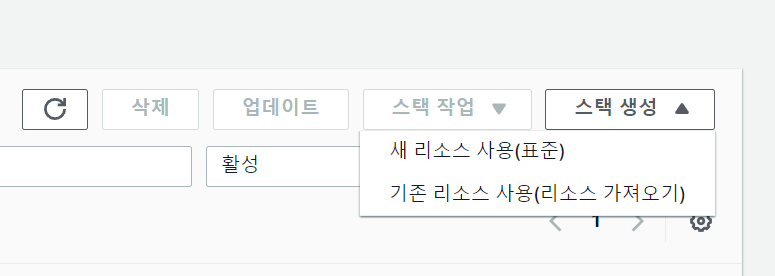 삭제
업데이트
스택 작업
스택 생성
활성
새 리소스 사용(표준)
기존 리소스 사용(리소스 가져오기)
1